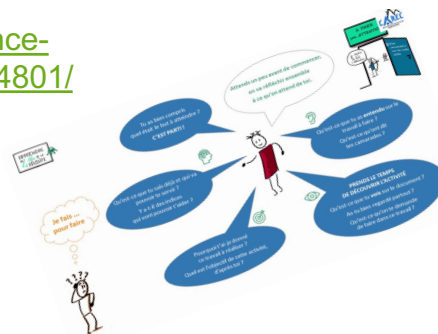 nce-
4801/
Attends un peu avant de commencer,
on va réfléchir ensemble
à ce qu'on attend de toi.
Tu as bien compris
quel était le but à atteindre ?
C'EST PARTI !
Qu'est-ce que tu as entendu sur le
travail à faire ?
Qu'est-ce qu'ont dit
tes camarades ?
Qu'est-ce que tu sais déjà et qui va
pouvoir te servir ?
Y a-t-il des indices
qui vont pouvoir t'aider ?
PRENDS LE TEMPS
DE DÉCOUVRIR L'ACTIVITÉ
Qu'est-ce que tu vois sur le document ?
As-tu bien regardé partout ?
Qu'est-ce qu'on te demande
de faire dans ce travail ?
Pourquoi t'ai-je donné
ce travail à réaliser ?
Quel est l'objectif de cette activité,
d'après toi ?
Je fais ...
pour faire